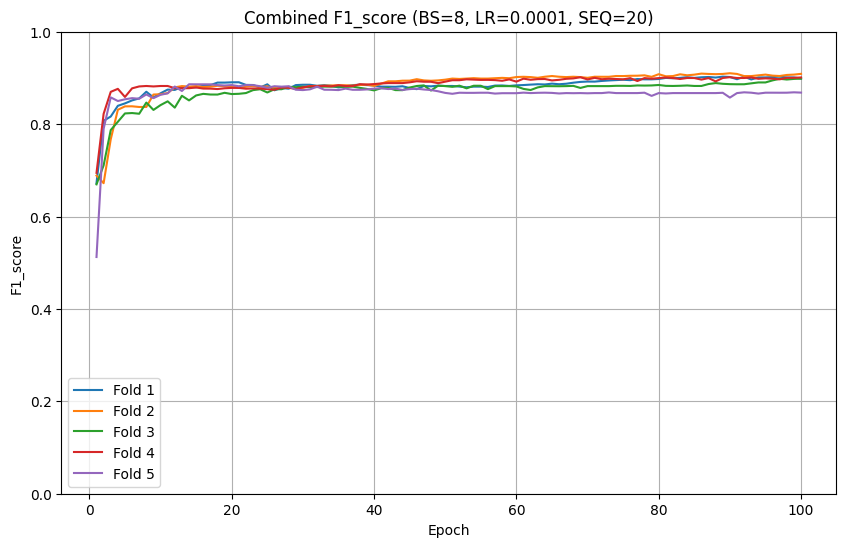 Combined F1_score (BS=8, LR=0.0001, SEQ=20)
F1_score
1.0
0.8
0.6
0.4
0.2
0.0
Fold 1
Fold 2
Fold 3
Fold 4
Fold 5
0 20 40 60 80 100
Epoch